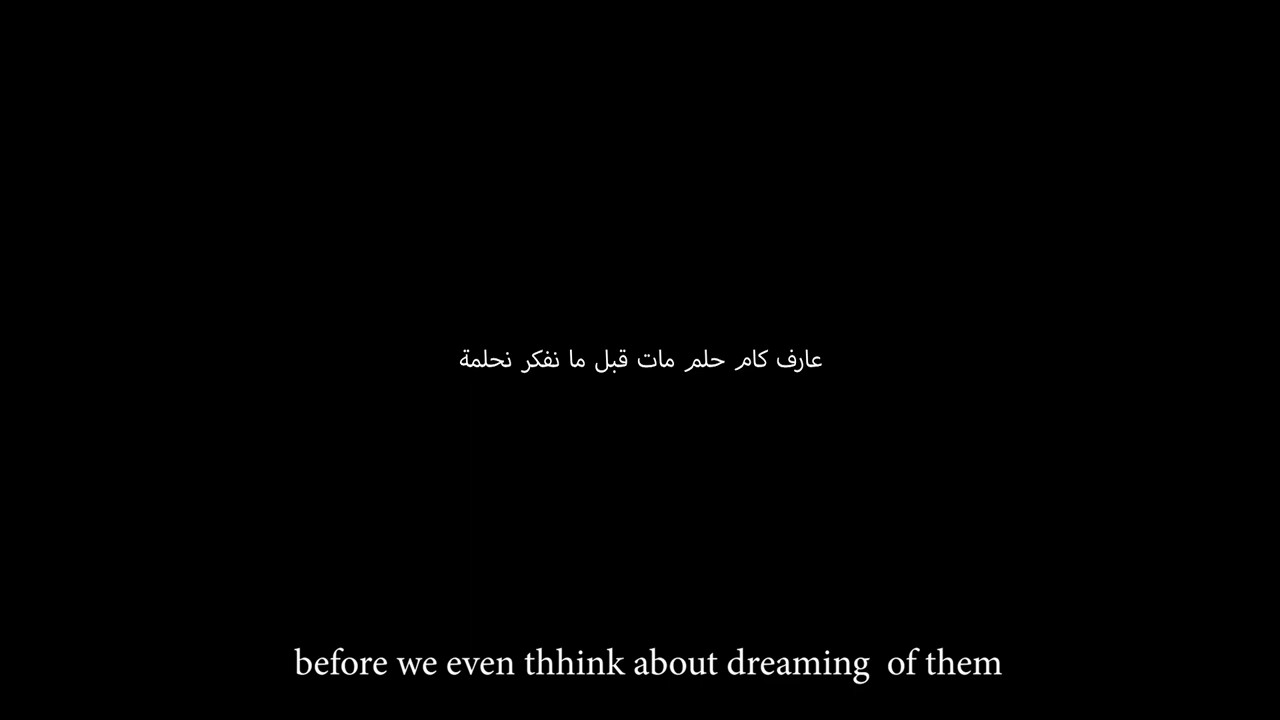 عارف كام حلم مات قبل ما نفكر نحلمة
before we even thhink about dreaming  of them